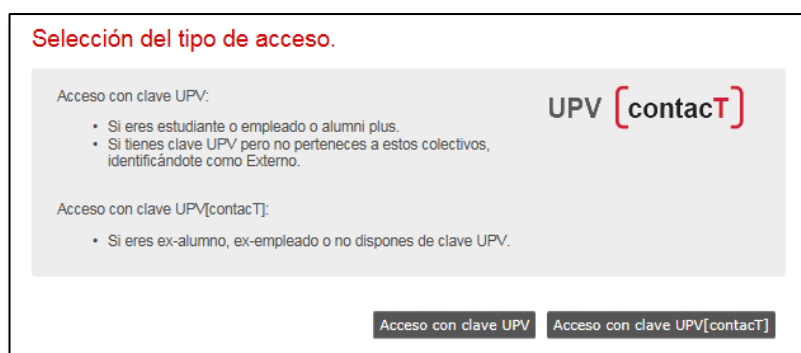 Selección del tipo de acceso.
Acceso con clave UPV:
UPV [contacT]
• Si eres estudiante o empleado o alumni plus.
• Si tienes clave UPV pero no perteneces a estos colectivos,
identificándote como Externo.
Acceso con clave UPV[contacT]:
• Si eres ex-alumno, ex-empleado o no dispones de clave UPV.
Acceso con clave UPV
Acceso con clave UPV[contacT]